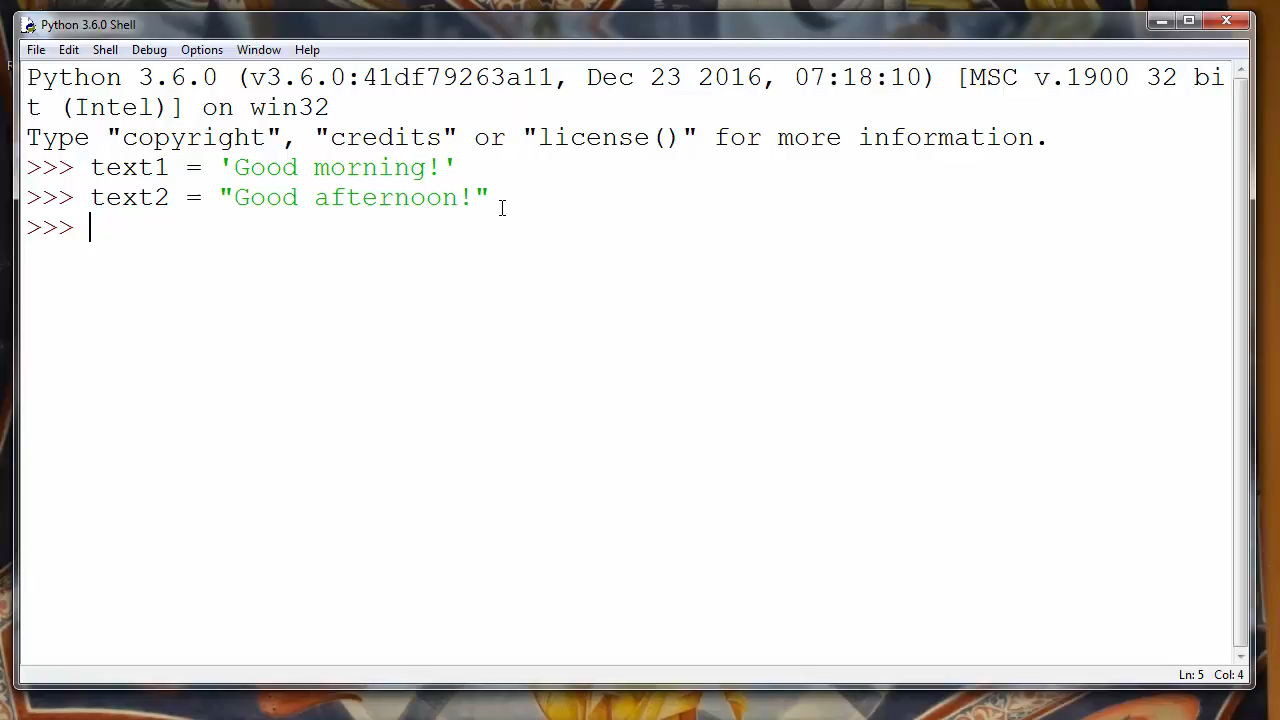 Python 3.6.0 Shell
File Edit Shell Debug Options Window Help
Python 3.6.0 (v3.6.0:41df79263a11, Dec 23 2016, 07:18:10) [MSC v.1900 32 bi
t (Intel)] on win32
Type "copyright", "credits" or "license()" for more information.
>>> text1 = 'Good morning!'
>>> text2 = "Good afternoon!"
>>>
Ln: 5 Col: 4